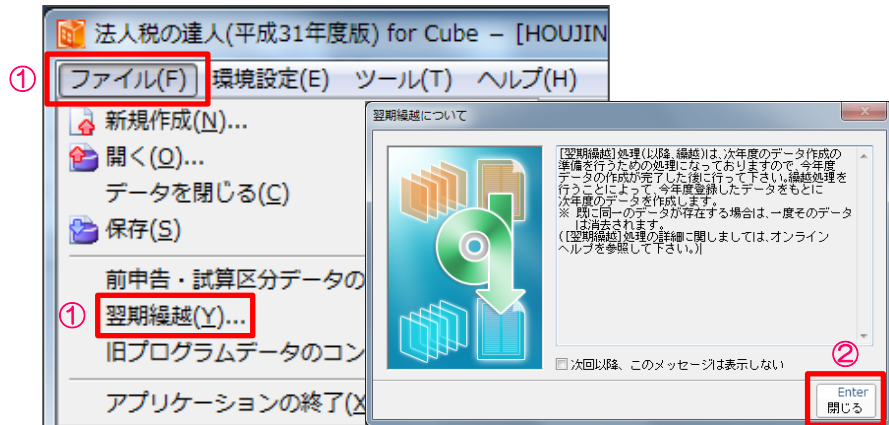 法人税の達人(平成31年度版) for Cube － [HOUJIN
①
ファイル(F) 環境設定(E) ツール(T) ヘルプ(H)
新規作成(N)...
開く(O)...
データを閉じる(C)
保存(S)
前申告・試算区分データの
①
翌期繰越(Y)...
旧プログラムデータのコン
アプリケーションの終了(X
翌期繰越について
[翌期繰越]処理(以降、繰越)は、次年度のデータ作成の
準備を行うための処理になっておりますので、今年度
データの作成が完了した後に行って下さい。繰越処理を
行うことによって、今年度登録したデータをもとに
次年度のデータを作成します。
※ 既に同一のデータが存在する場合は、一度そのデータ
は消去されます。
([翌期繰越]処理の詳細に関しましては、オンライン
ヘルプを参照して下さい。)
次回以降、このメッセージは表示しない
②
Enter
閉じる